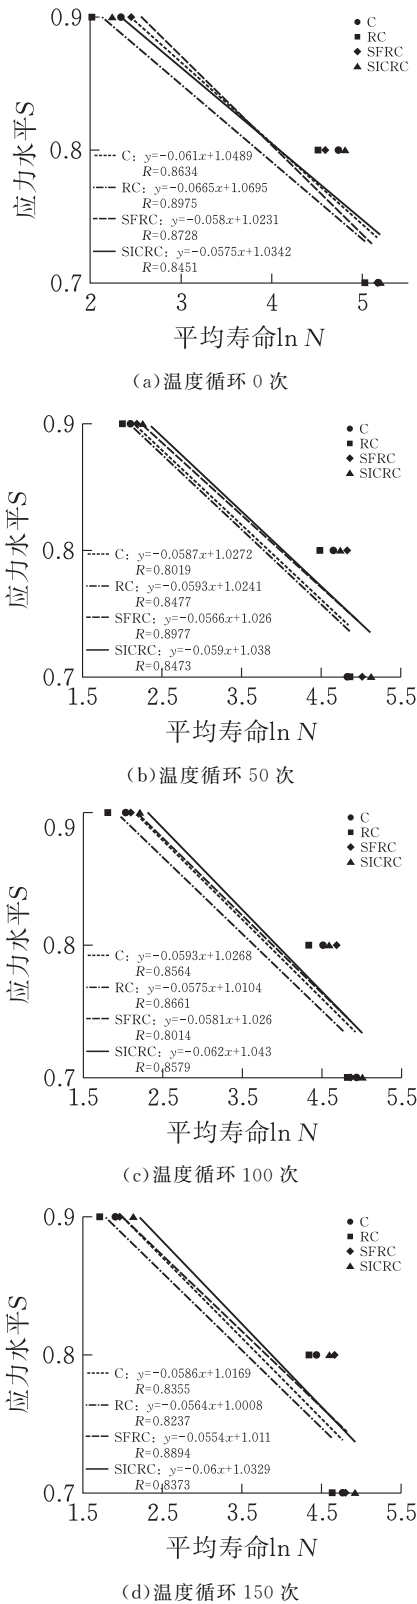 0.9
0.8
0.7
应力水平S
C
RC
SFRC
SICRC
C: y=-0.061x+1.0489
R=0.8634
RC: y=-0.0665x+1.0695
R=0.8975
SFRC: y=-0.058x+1.0231
R=0.8728
SICRC: y=-0.0575x+1.0342
R=0.8451
2 3 4 5
平均寿命ln N
(a)温度循环 0 次
0.9
0.8
0.7
应力水平S
C
RC
SFRC
SICRC
C: y=-0.0587x+1.0272
R=0.8019
RC: y=-0.0593x+1.0241
R=0.8477
SFRC: y=-0.0566x+1.026
R=0.8977
SICRC: y=-0.059x+1.038
R=0.8473
1.5 2.5 3.5 4.5 5.5
平均寿命ln N
(b)温度循环 50 次
0.9
0.8
0.7
应力水平S
C
RC
SFRC
SICRC
C: y=-0.0593x+1.0268
R=0.8564
RC: y=-0.0575x+1.0104
R=0.8661
SFRC: y=-0.0581x+1.026
R=0.8014
SICRC: y=-0.062x+1.043
R=0.8579
1.5 2.5 3.5 4.5 5.5
平均寿命ln N
(c)温度循环 100 次
0.9
0.8
0.7
应力水平S
C
RC
SFRC
SICRC
C: y=-0.0586x+1.0169
R=0.8355
RC: y=-0.0564x+1.0008
R=0.8237
SFRC: y=-0.0554x+1.011
R=0.8894
SICRC: y=-0.06x+1.0329
R=0.8373
1.5 2.5 3.5 4.5 5.5
平均寿命ln N
(d)温度循环 150 次